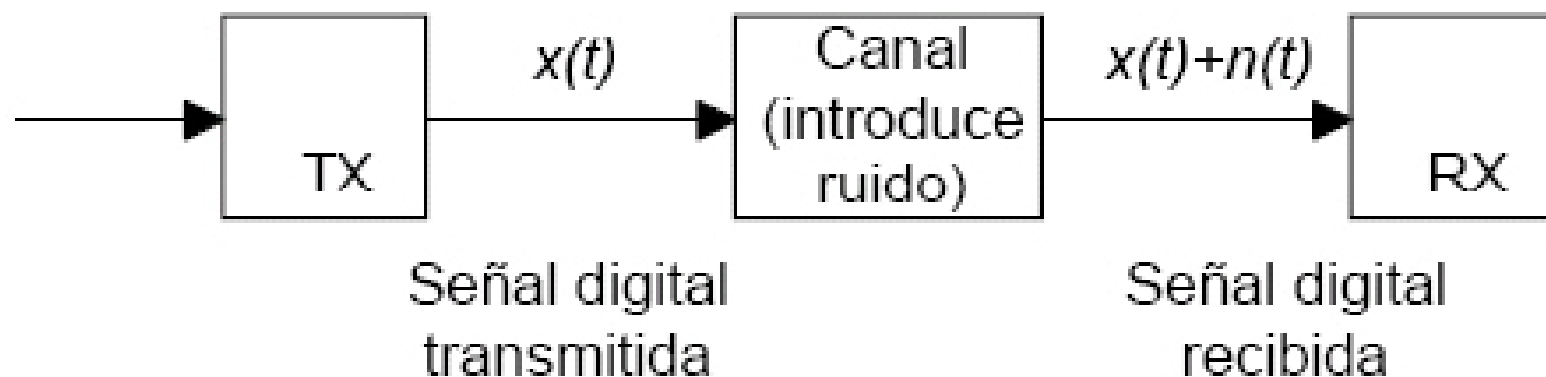 TX
x(t)
Canal
(introduce
ruido)
x(t)+n(t)
RX
Señal digital
transmitida
Señal digital
recibida